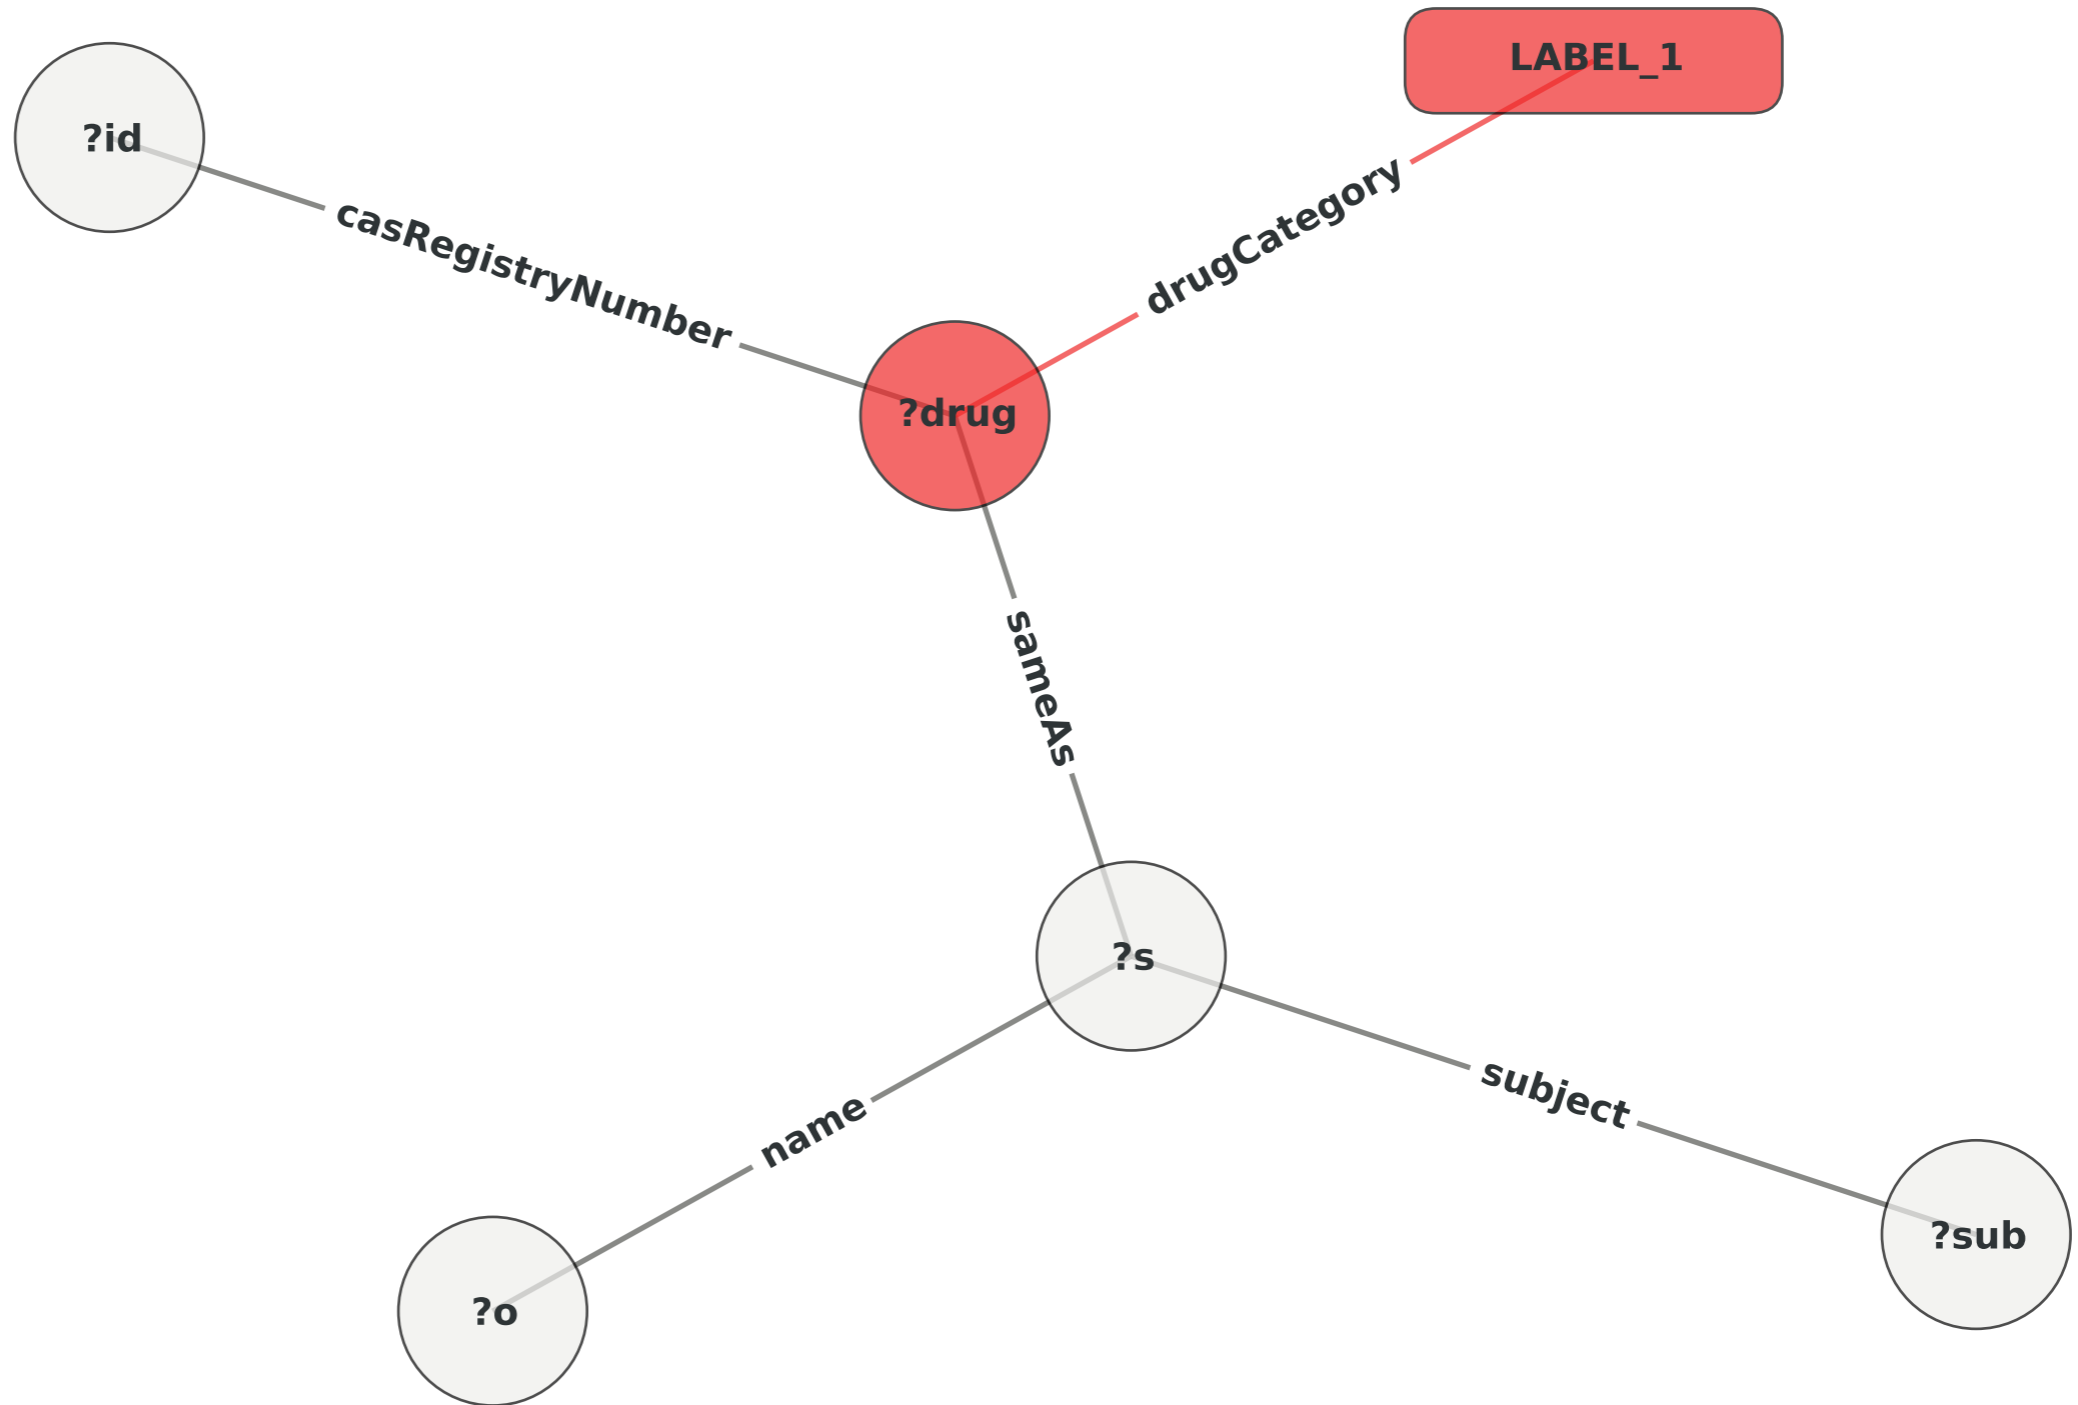 LABEL_1
?id
drugCategory
casRegistryNumber
?drug
sameAs
?s
subject
name
?sub
?o